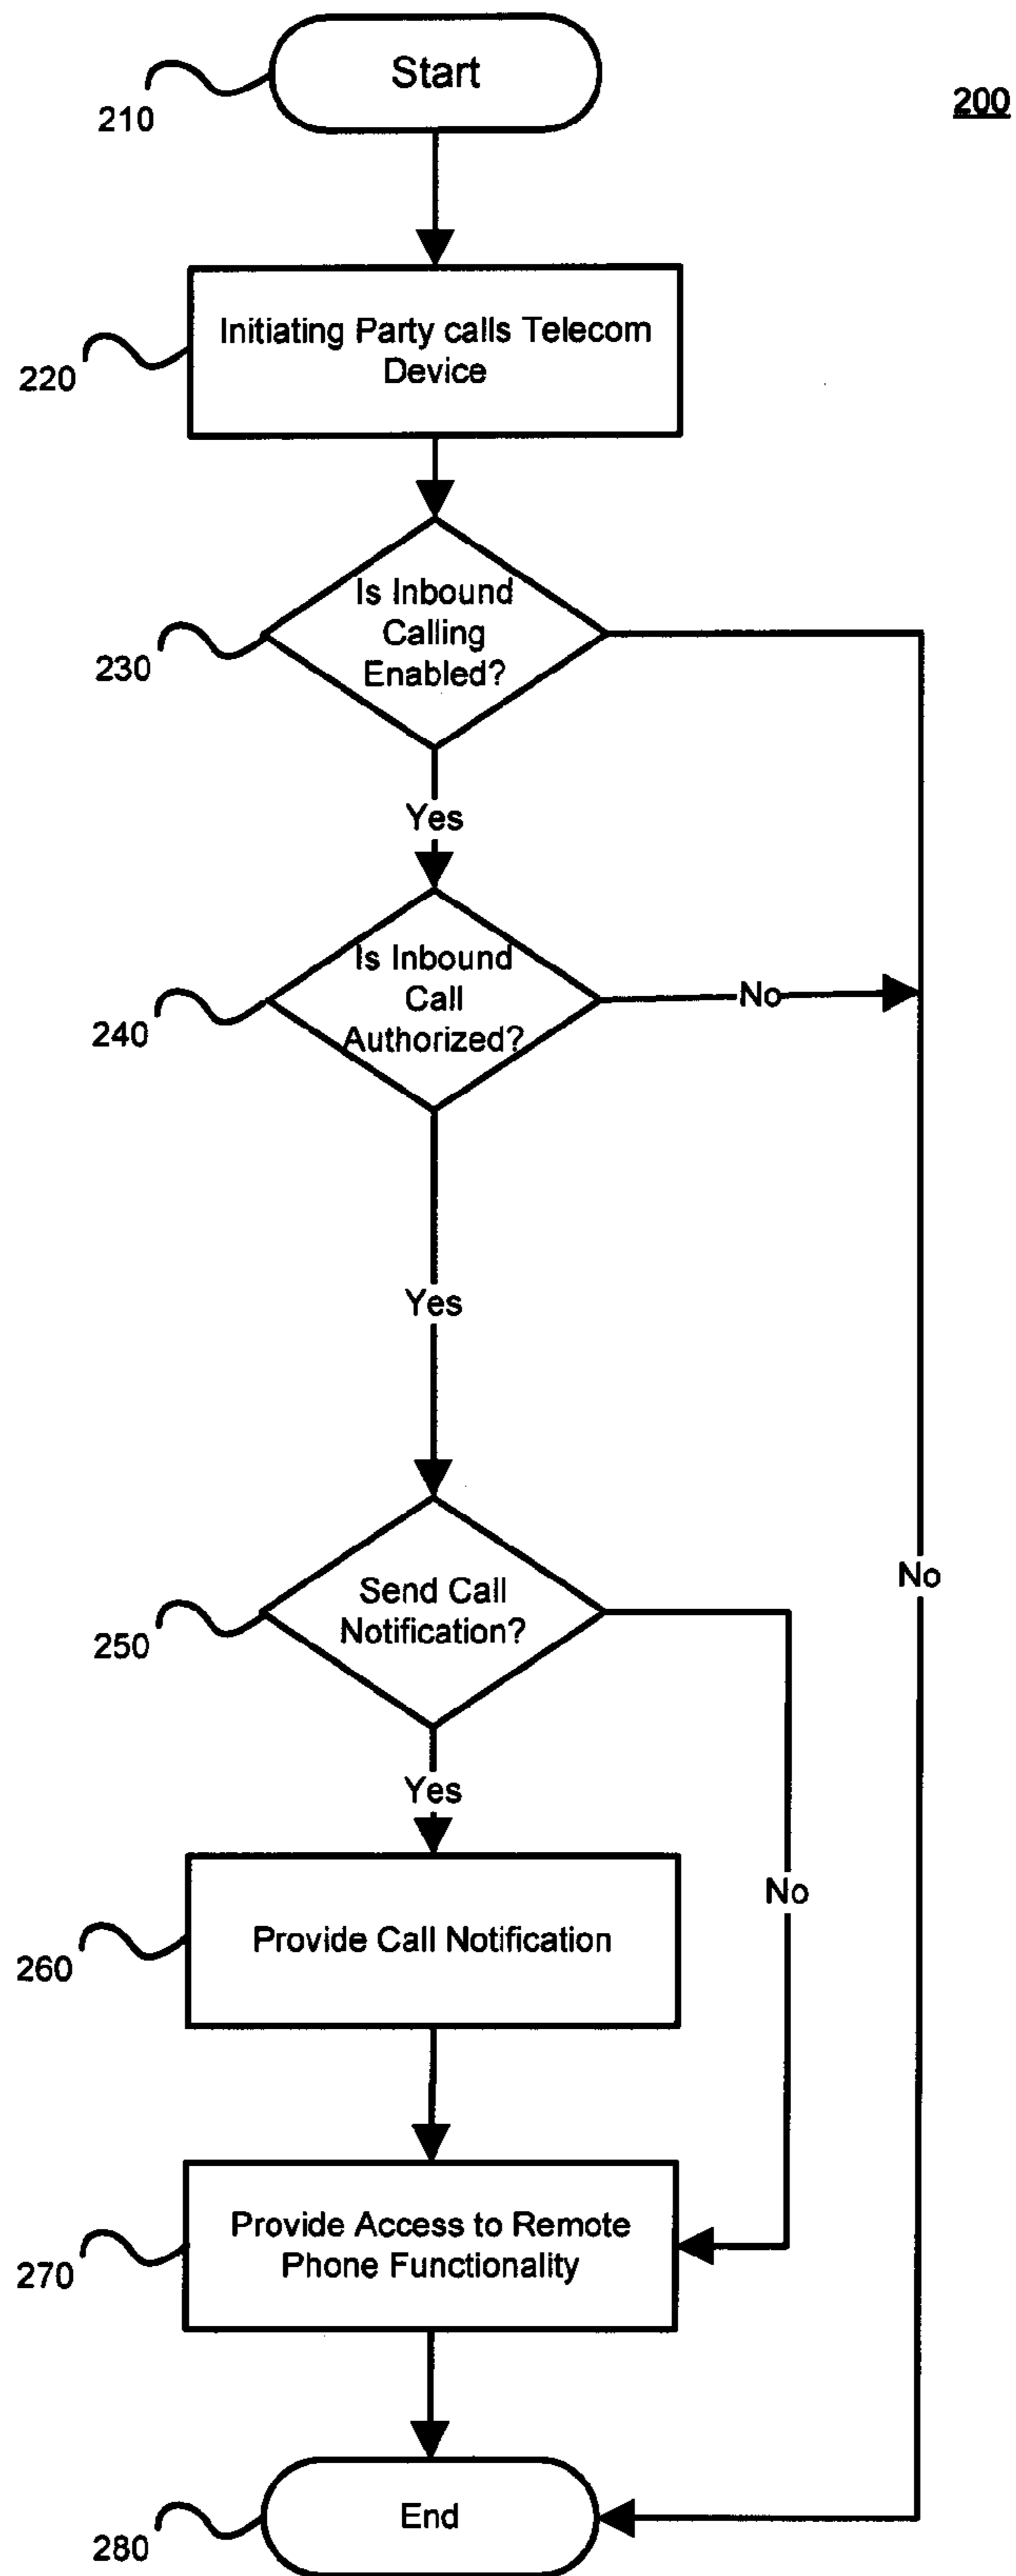 Start
210
200
Initiating Party calls Telecom
Device
220
Is Inbound
Calling
Enabled?
230
Yes
Is Inbound
Call
Authorized?
240
No
Yes
No
Send Call
Notification?
250
Yes
No
Provide Call Notification
260
Provide Access to Remote
Phone Functionality
270
End
280